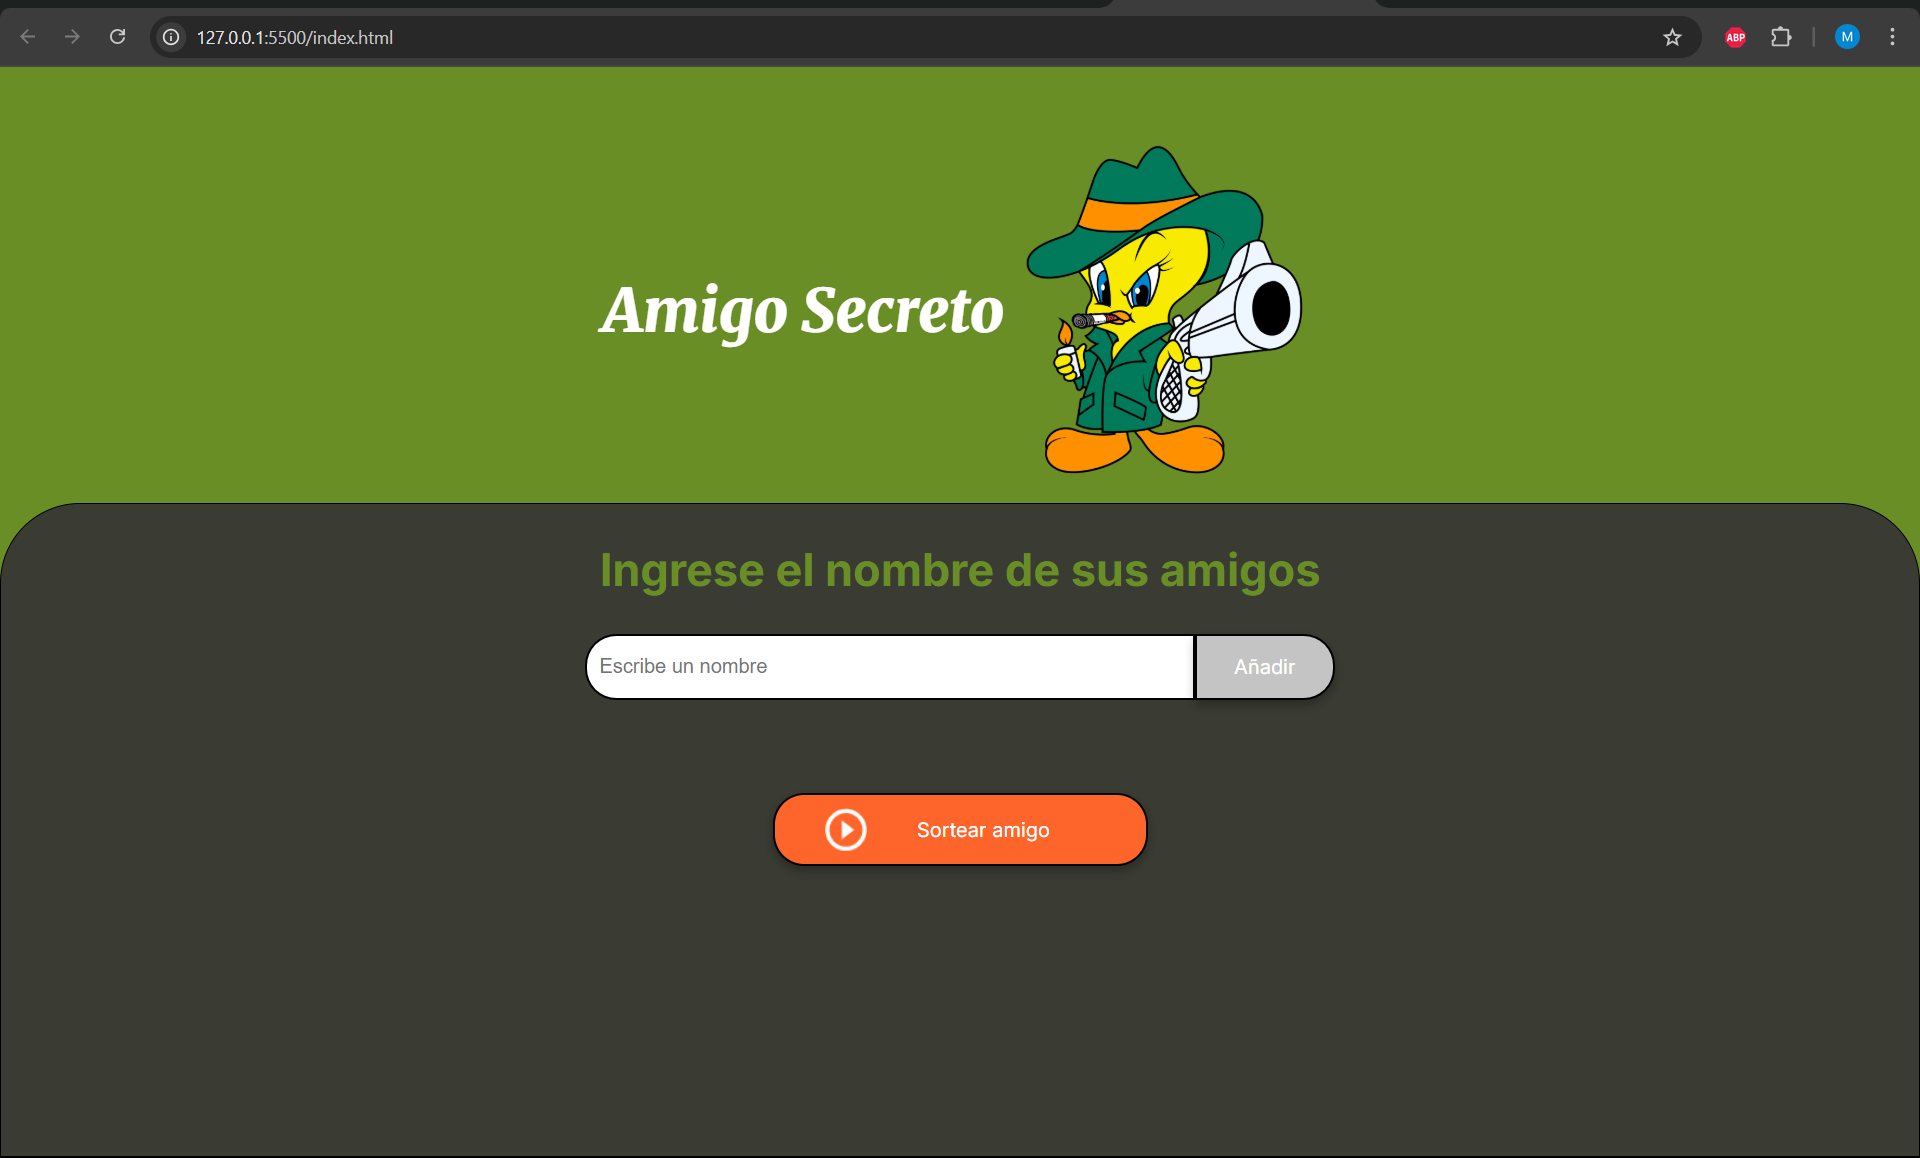 127.0.0.1:5500/index.html
ABP
M
Amigo Secreto
Ingrese el nombre de sus amigos
Escribe un nombre
Añadir
Sortear amigo